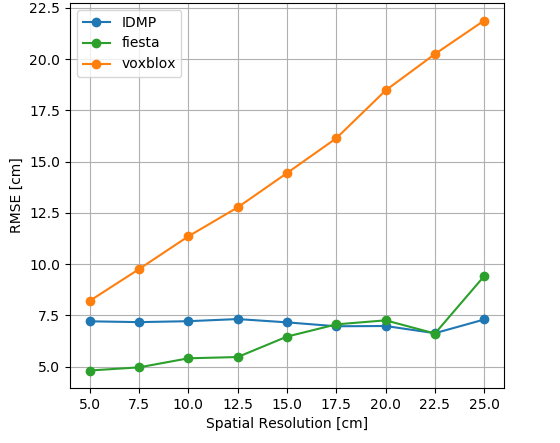 IDMP
fiesta
voxblox
22.5
20.0
17.5
15.0
12.5
10.0
7.5
5.0
RMSE [cm]
5.0 7.5 10.0 12.5 15.0 17.5 20.0 22.5 25.0
Spatial Resolution [cm]